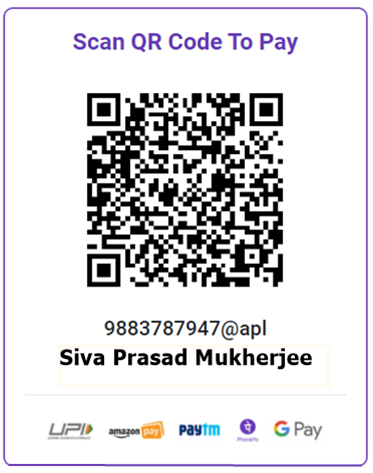 Scan QR Code To Pay
9883787947@apl
Siva Prasad Mukherjee
UPI amazon pay paytm PhonePe G Pay